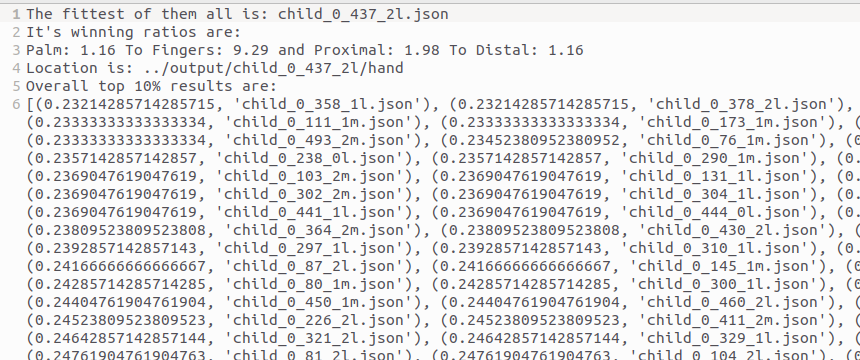 1 The fittest of them all is: child_0_437_2l.json
2 It's winning ratios are:
3 Palm: 1.16 To Fingers: 9.29 and Proximal: 1.98 To Distal: 1.16
4 Location is: ../output/child_0_437_2l/hand
5 Overall top 10% results are:
6 [(0.23214285714285715, 'child_0_358_1l.json'), (0.23214285714285715, 'child_0_378_2l.json'),
(0.23333333333333334, 'child_0_111_1m.json'), (0.23333333333333334, 'child_0_173_1m.json'), (0
(0.23333333333333334, 'child_0_493_2m.json'), (0.23452380952380952, 'child_0_76_1m.json'), (0
(0.2357142857142857, 'child_0_238_0l.json'), (0.2357142857142857, 'child_0_290_1m.json'), (0.
(0.2369047619047619, 'child_0_103_2m.json'), (0.2369047619047619, 'child_0_131_1l.json'), (0.
(0.2369047619047619, 'child_0_302_2m.json'), (0.2369047619047619, 'child_0_304_1l.json'), (0.
(0.2369047619047619, 'child_0_441_1l.json'), (0.2369047619047619, 'child_0_444_0l.json'), (0.
(0.23809523809523808, 'child_0_364_2m.json'), (0.23809523809523808, 'child_0_430_2l.json'), (
(0.2392857142857143, 'child_0_297_1l.json'), (0.2392857142857143, 'child_0_310_1l.json'), (0.
(0.24166666666666667, 'child_0_87_2l.json'), (0.24166666666666667, 'child_0_145_1m.json'), (0
(0.24285714285714285, 'child_0_80_1m.json'), (0.24285714285714285, 'child_0_300_1l.json'), (0
(0.24404761904761904, 'child_0_450_1m.json'), (0.24404761904761904, 'child_0_460_2l.json'), (
(0.24523809523809523, 'child_0_226_2l.json'), (0.24523809523809523, 'child_0_411_2m.json'), (
(0.24642857142857144, 'child_0_321_2l.json'), (0.24642857142857144, 'child_0_329_1l.json'), (
(0.24761904761904763, 'child_0_81_2l.json'), (0.24761904761904763, 'child_0_104_2l.json'), (0